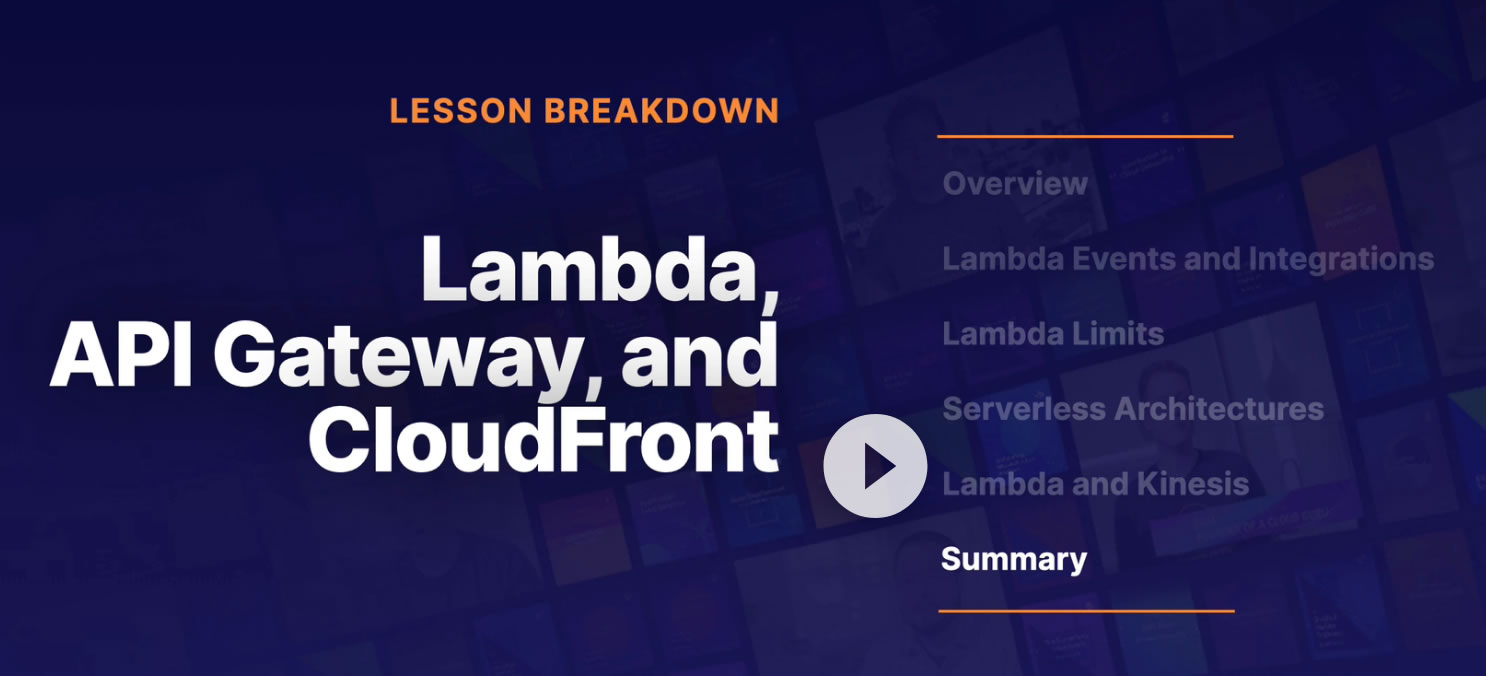 LESSON BREAKDOWN
Lambda,
API Gateway, and
CloudFront
Overview
Lambda Events and Integrations
Lambda Limits
Serverless Architectures
Lambda and Kinesis
Summary